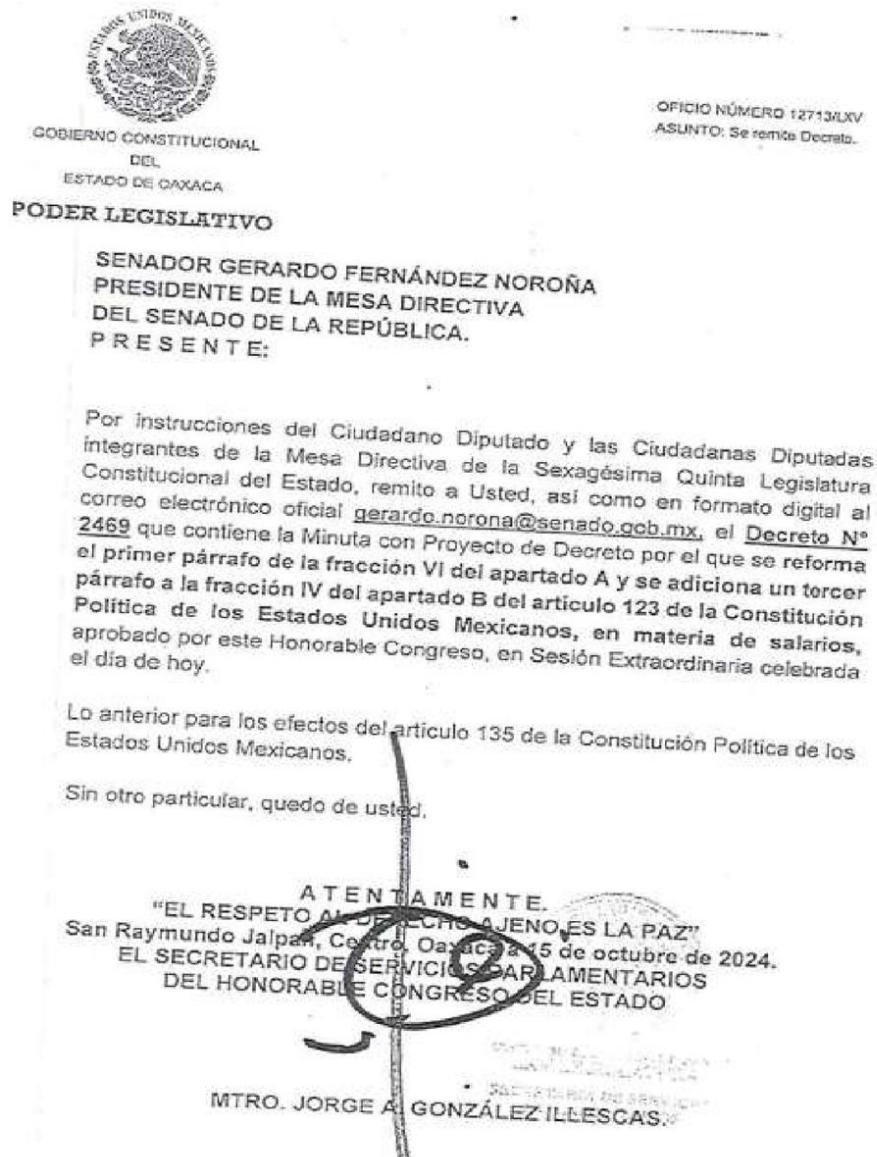 ESTADOS UNIDOS MEXICANOS
OFICIO NÚMERO 12713/LXV
ASUNTO: Se remite Decreto.
GOBIERNO CONSTITUCIONAL
DEL
ESTADO DE OAXACA
PODER LEGISLATIVO
SENADOR GERARDO FERNÁNDEZ NOROÑA
PRESIDENTE DE LA MESA DIRECTIVA
DEL SENADO DE LA REPÚBLICA.
P R E S E N T E:
Por instrucciones del Ciudadano Diputado y las Ciudadanas Diputadas
integrantes de la Mesa Directiva de la Sexagésima Quinta Legislatura
Constitucional del Estado, remito a Usted, así como en formato digital al
correo electrónico oficial gerardo.norona@senado.gob.mx, el Decreto N°
2469 que contiene la Minuta con Proyecto de Decreto por el que se reforma
el primer párrafo de la fracción VI del apartado A y se adiciona un tercer
párrafo a la fracción IV del apartado B del artículo 123 de la Constitución
Política de los Estados Unidos Mexicanos, en materia de salarios,
aprobado por este Honorable Congreso, en Sesión Extraordinaria celebrada
el día de hoy.
Lo anterior para los efectos del artículo 135 de la Constitución Política de los
Estados Unidos Mexicanos.
Sin otro particular, quedo de usted.
A T E N T A M E N T E.
"EL RESPETO AL DERECHO AJENO ES LA PAZ"
San Raymundo Jalpan, Centro, Oaxaca a 15 de octubre de 2024.
EL SECRETARIO DE SERVICIOS PARLAMENTARIOS
DEL HONORABLE CONGRESO DEL ESTADO
MTRO. JORGE A. GONZÁLEZ ILLESCAS.